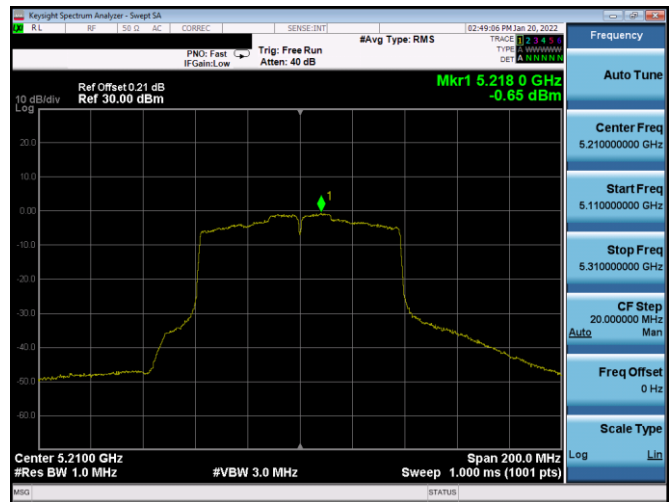 Keysight Spectrum Analyzer - Swept SA
RL RF 50 Ω AC CORREC SENSE:INT 02:49:06 PM Jan 20, 2022
#Avg Type: RMS TRACE 1 2 3 4 5 6
PNO: Fast Trig: Free Run TYPE A WWWWW
IFGain:Low Atten: 40 dB DET A N N N N N
Ref Offset 0.21 dB Mkr1 5.218 0 GHz
10 dB/div Ref 30.00 dBm -0.65 dBm
Log
20.0
10.0
0.00
-10.0
-20.0
-30.0
-40.0
-50.0
-60.0
1
Center 5.2100 GHz Span 200.0 MHz
#Res BW 1.0 MHz #VBW 3.0 MHz Sweep 1.000 ms (1001 pts)
MSG STATUS
Frequency
Auto Tune
Center Freq
5.210000000 GHz
Start Freq
5.110000000 GHz
Stop Freq
5.310000000 GHz
CF Step
20.000000 MHz
Auto Man
Freq Offset
0 Hz
Scale Type
Log Lin